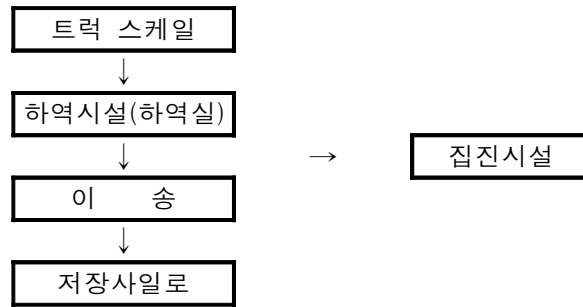 트럭 스케일
↓
하역시설(하역실)
↓ → 집진시설
이 송
↓
저장사일로